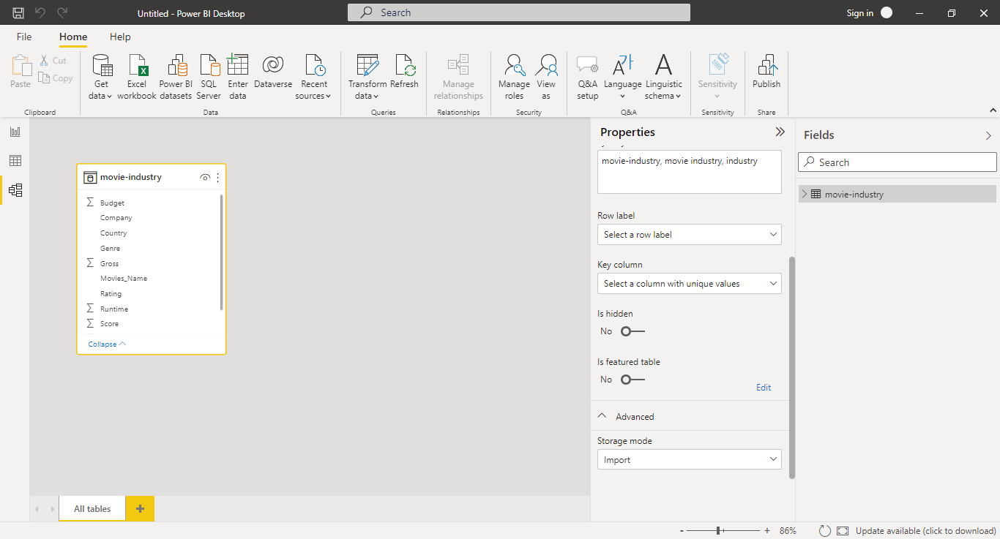 Untitled - Power BI Desktop
Search
Sign in
File
Home
Help
Paste
Cut
Copy
Clipboard
Get data
Excel workbook
Power BI datasets
SQL Server
Enter data
Dataverse
Recent sources
Data
Transform data
Refresh
Queries
Manage relationships
Relationships
Manage roles
View as
Security
Q&A setup
Language
Linguistic schema
Q&A
Sensitivity
Sensitivity
Publish
Share
movie-industry
Budget
Company
Country
Genre
Gross
Movies_Name
Rating
Runtime
Score
Collapse
Properties
movie-industry, movie industry, industry
Row label
Select a row label
Key column
Select a column with unique values
Is hidden
No
Is featured table
No
Edit
Advanced
Storage mode
Import
Fields
Search
movie-industry
All tables
86%
Update available (click to download)